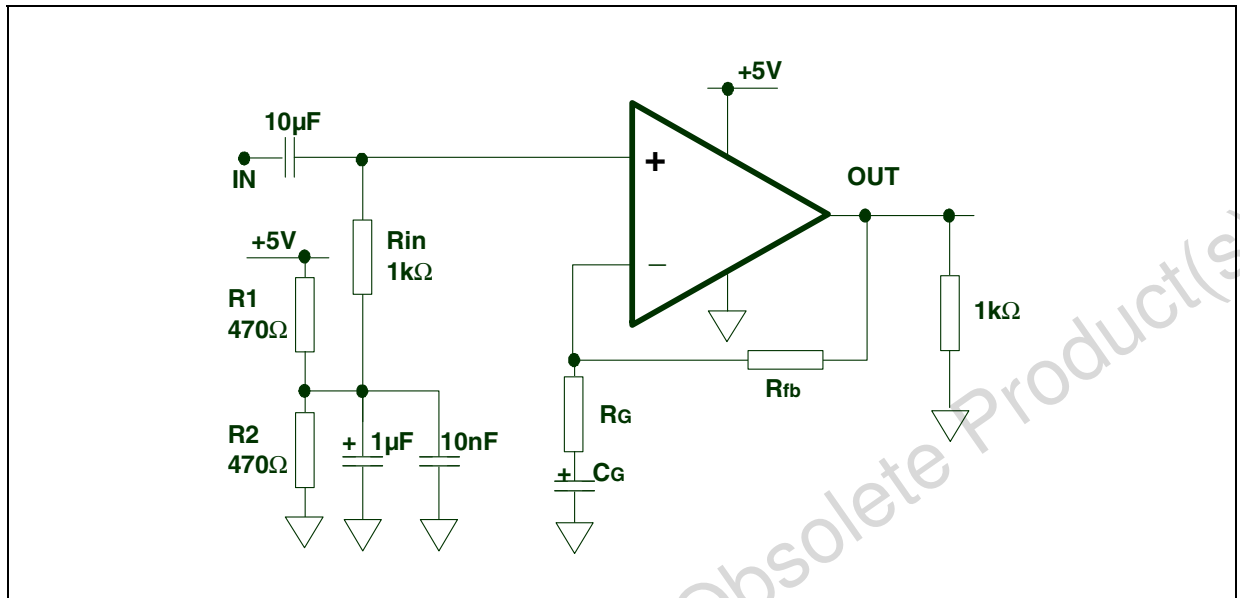 +5V
10µF
+
OUT
IN
+5V
Rin
1kΩ
–
R1
470Ω
1kΩ
Rfb
RG
R2
470Ω
+ 1µF
10nF
+ CG
Obsolete Product(s)